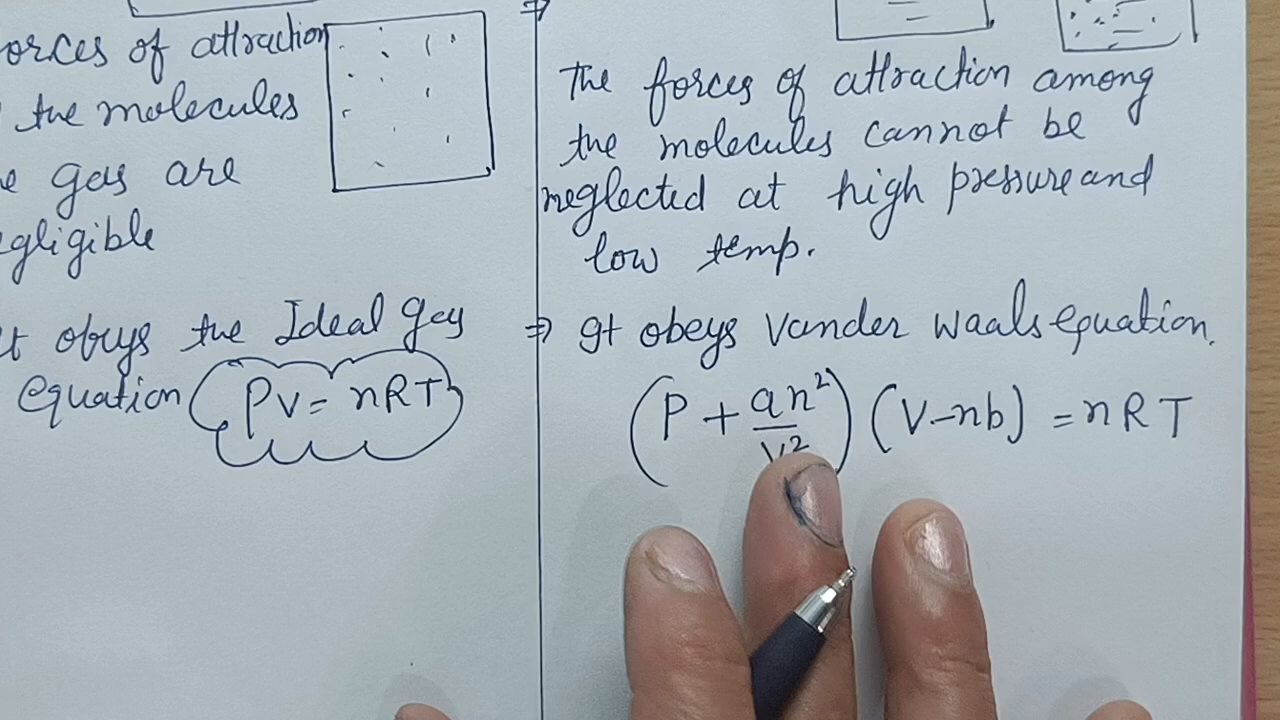 orces of attraction
the molecules
gas are
egligible
It obeys the Ideal gas
equation PV = nRT
⇒
The forces of attraction among
the molecules cannot be
neglected at high pressure and
low temp.
⇒ It obeys Vander Waals equation.
(P + an²/V²) (V-nb) = nRT